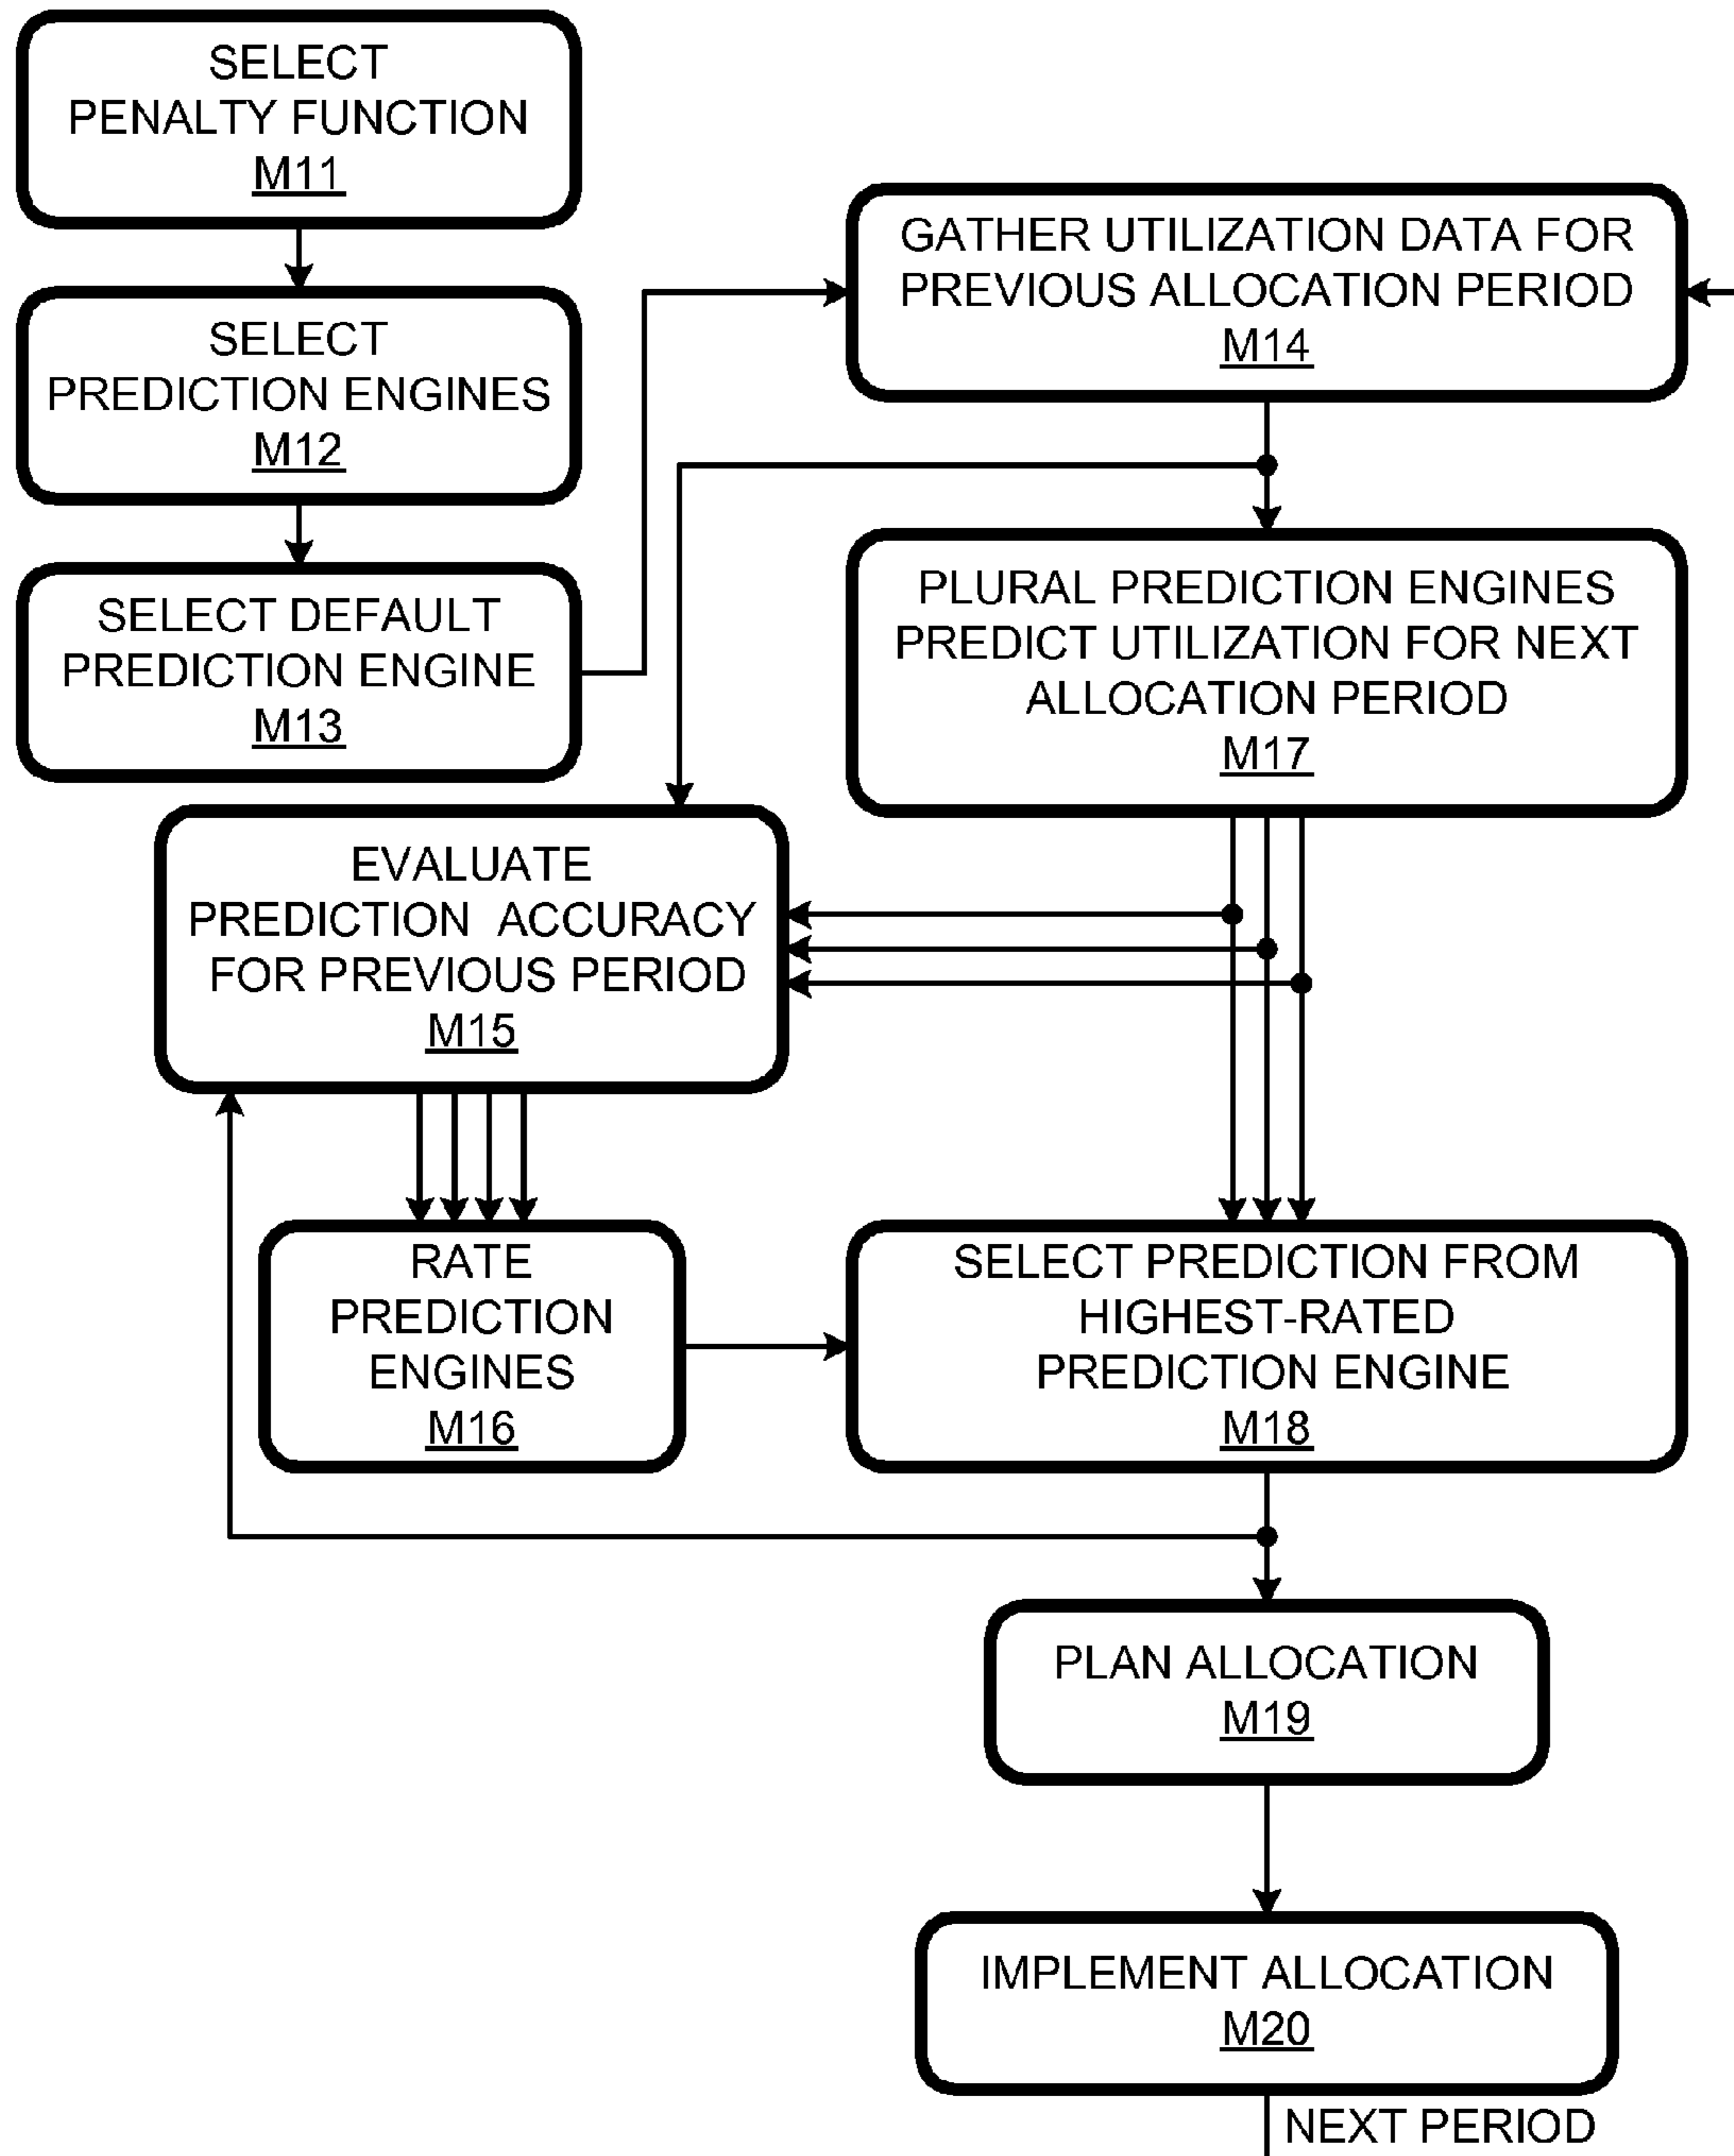 SELECT
PENALTY FUNCTION
M11
SELECT
PREDICTION ENGINES
M12
SELECT DEFAULT
PREDICTION ENGINE
M13
GATHER UTILIZATION DATA FOR
PREVIOUS ALLOCATION PERIOD
M14
PLURAL PREDICTION ENGINES
PREDICT UTILIZATION FOR NEXT
ALLOCATION PERIOD
M17
EVALUATE
PREDICTION ACCURACY
FOR PREVIOUS PERIOD
M15
RATE
PREDICTION
ENGINES
M16
SELECT PREDICTION FROM
HIGHEST-RATED
PREDICTION ENGINE
M18
PLAN ALLOCATION
M19
IMPLEMENT ALLOCATION
M20
NEXT PERIOD